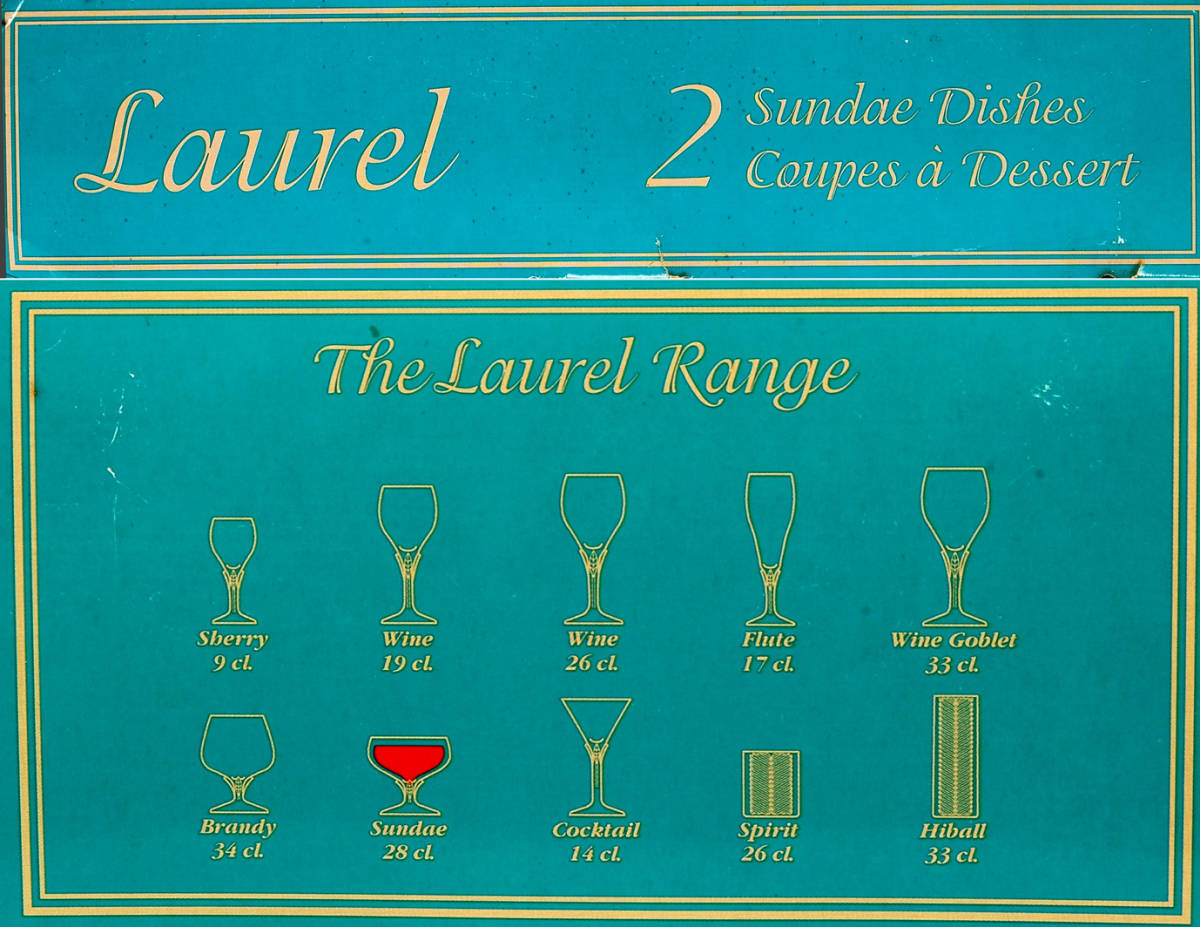 Laurel
2 Sundae Dishes
Coupes à Dessert
The Laurel Range
Sherry
9 cl.
Wine
19 cl.
Wine
26 cl.
Flute
17 cl.
Wine Goblet
33 cl.
Brandy
34 cl.
Sundae
28 cl.
Cocktail
14 cl.
Spirit
26 cl.
Hiball
33 cl.